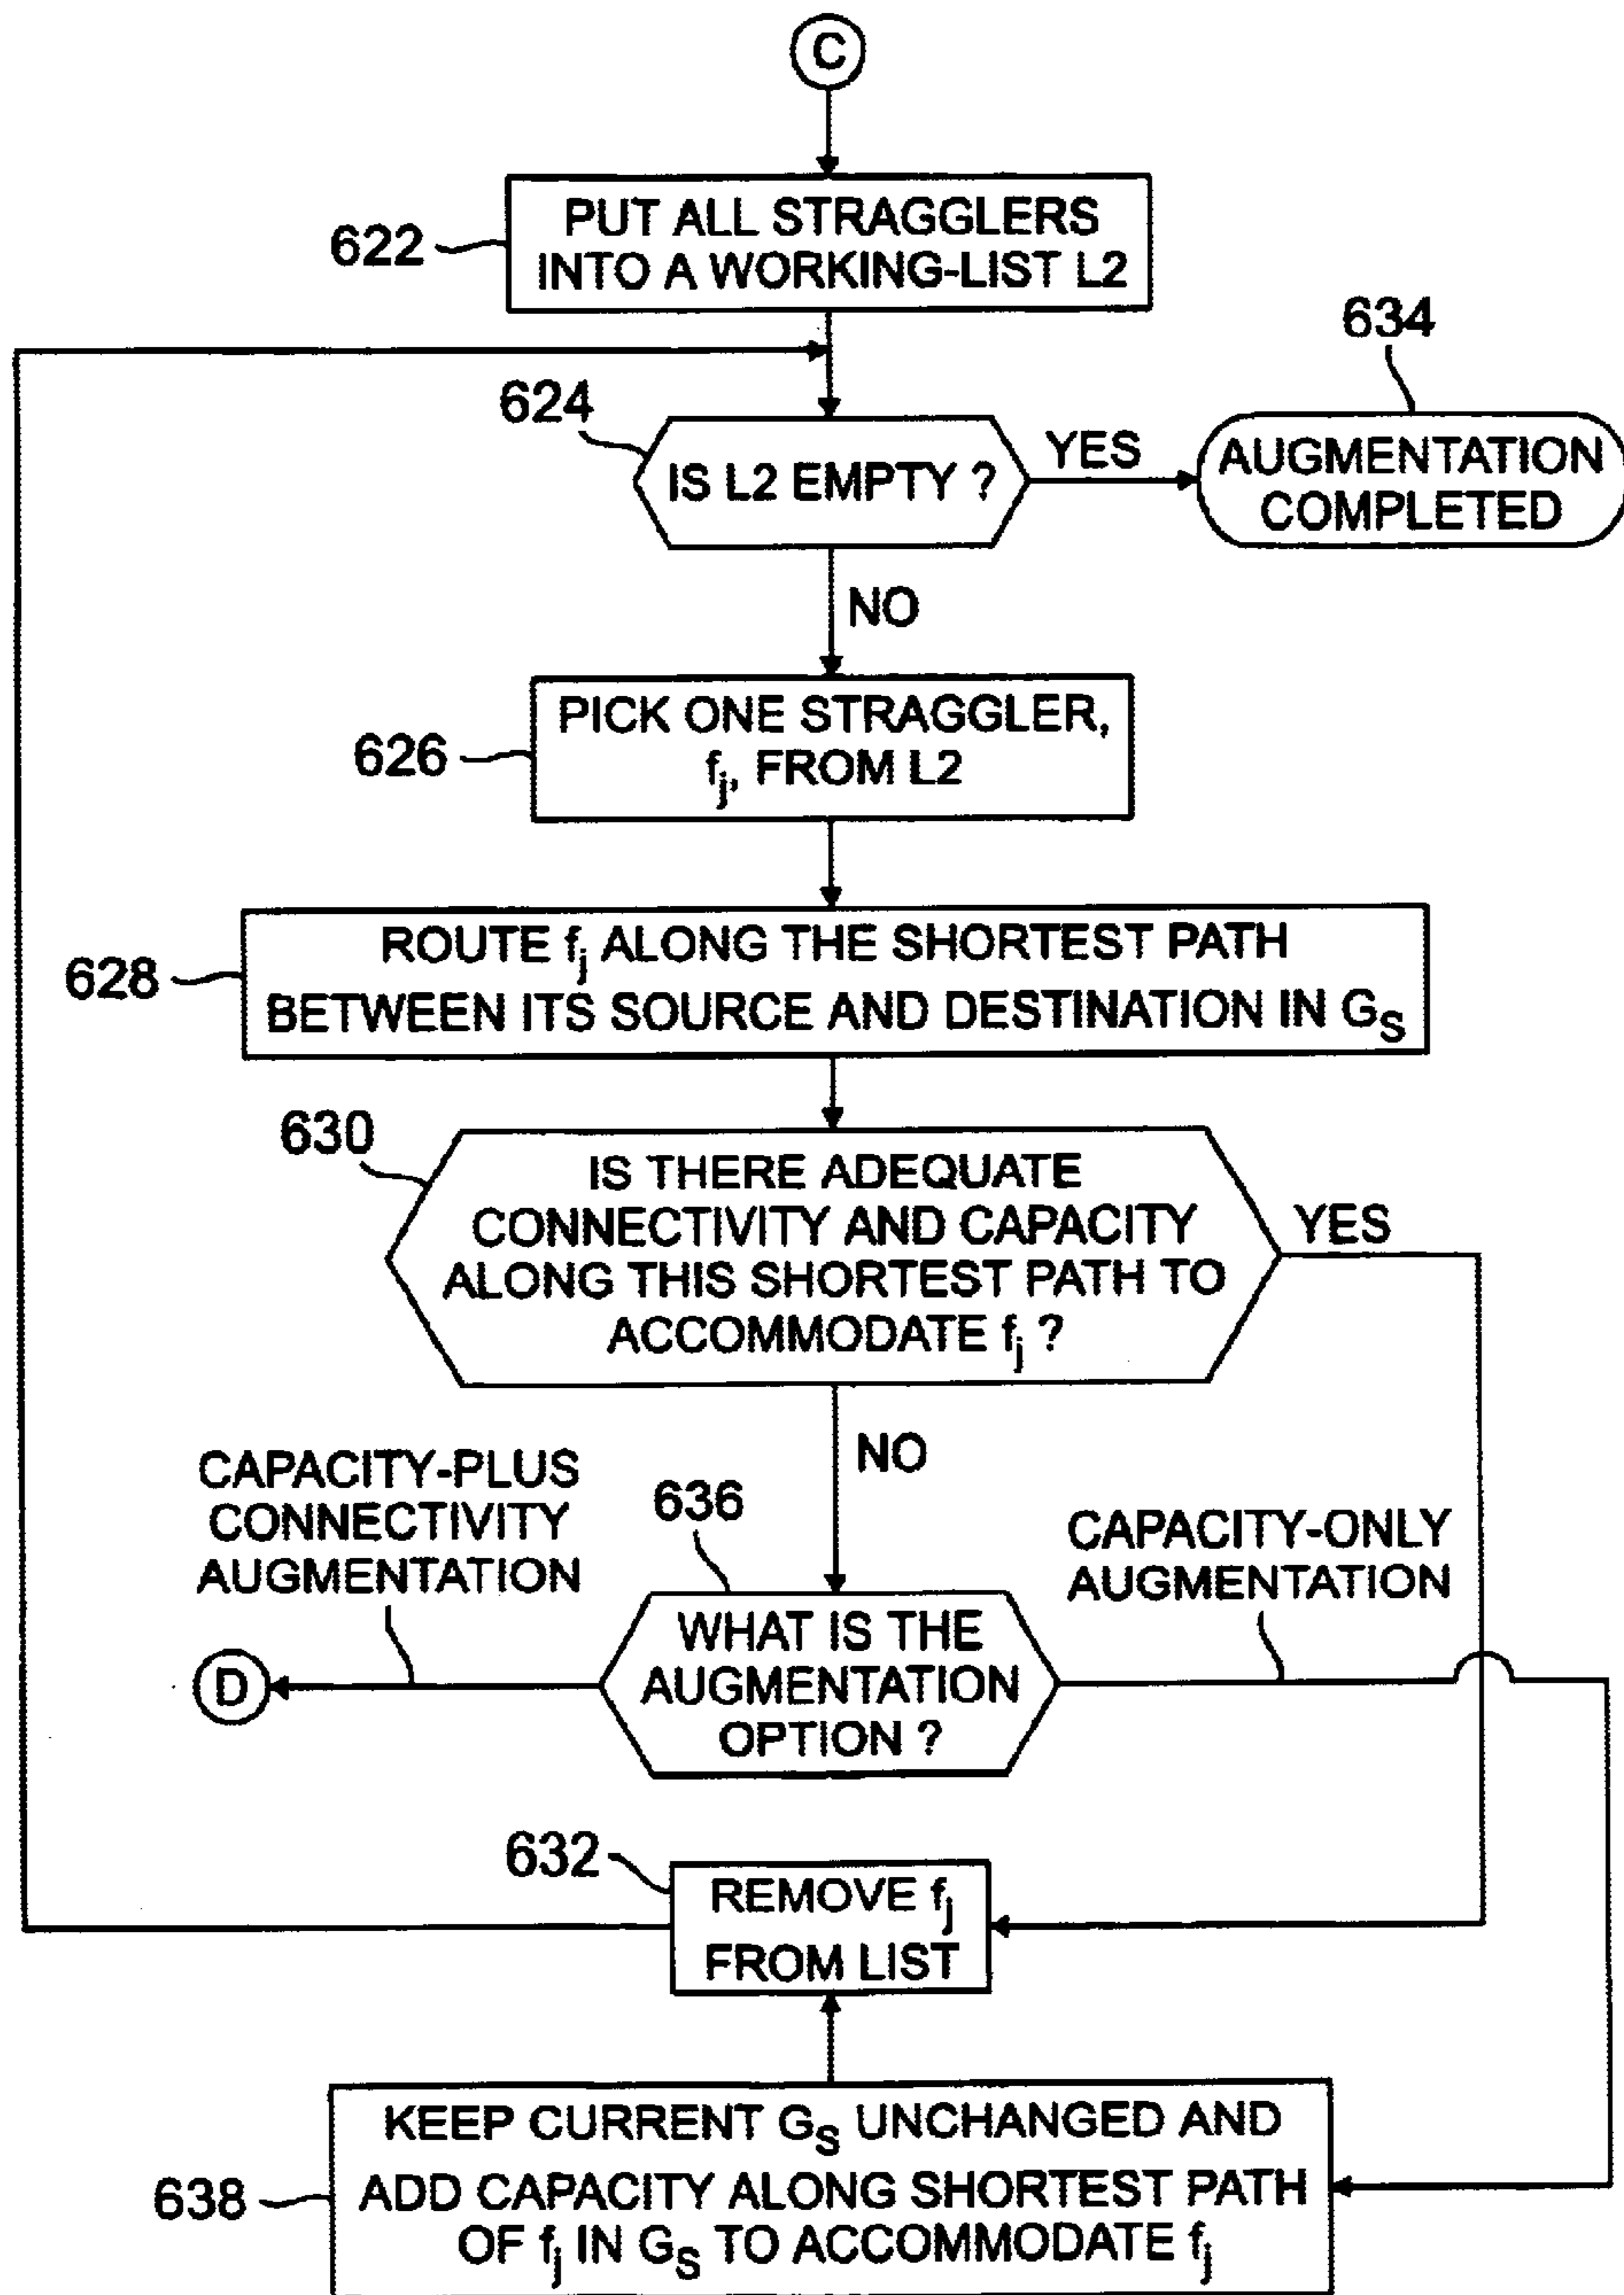 C
622
PUT ALL STRAGGLERS
INTO A WORKING-LIST L2
634
624
IS L2 EMPTY ?
YES
AUGMENTATION
COMPLETED
NO
626
PICK ONE STRAGGLER,
fj, FROM L2
628
ROUTE fj ALONG THE SHORTEST PATH
BETWEEN ITS SOURCE AND DESTINATION IN GS
630
IS THERE ADEQUATE
CONNECTIVITY AND CAPACITY
ALONG THIS SHORTEST PATH TO
ACCOMMODATE fj ?
YES
NO
CAPACITY-PLUS
CONNECTIVITY
AUGMENTATION
636
CAPACITY-ONLY
AUGMENTATION
D
WHAT IS THE
AUGMENTATION
OPTION ?
632
REMOVE fj
FROM LIST
638
KEEP CURRENT GS UNCHANGED AND
ADD CAPACITY ALONG SHORTEST PATH
OF fj IN GS TO ACCOMMODATE fj